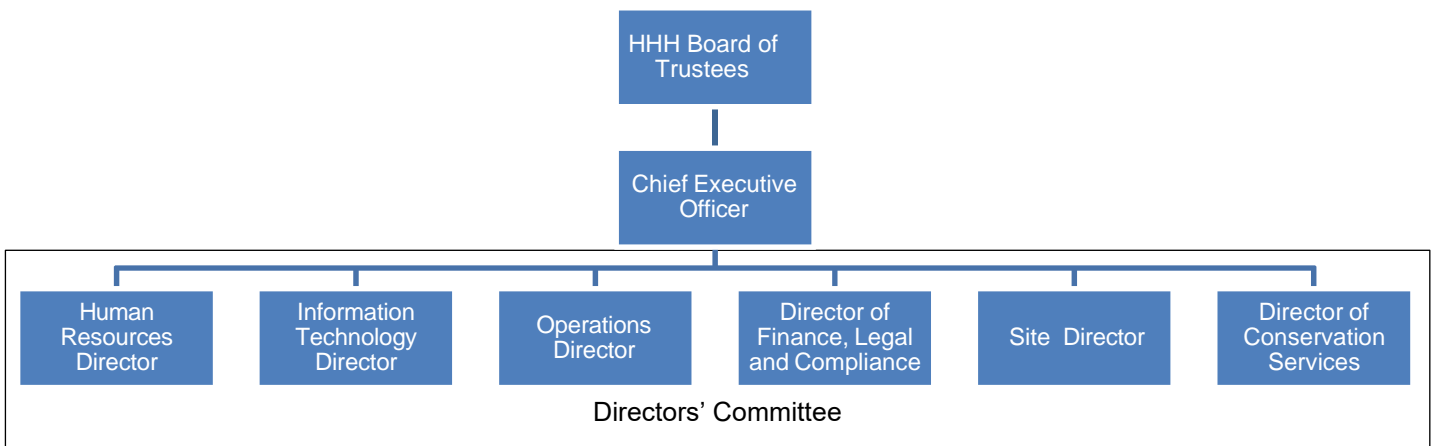 HHH Board of
Trustees
Chief Executive
Officer
Human
Resources
Director
Information
Technology
Director
Operations
Director
Director of
Finance, Legal
and Compliance
Site Director
Director of
Conservation
Services
Directors’ Committee